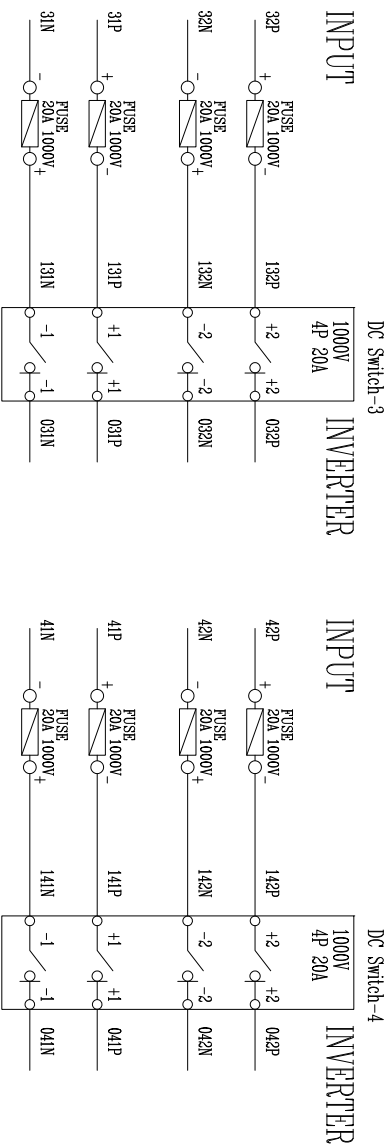 DC Switch-3
INPUT
INVERTER
1000V
4P 20A
32P
+
FUSE
20A 1000V
-
132P
+2
+2
032P
32N
-
FUSE
20A 1000V
+
132N
-2
-2
032N
31P
+
FUSE
20A 1000V
-
131P
+1
+1
031P
31N
-
FUSE
20A 1000V
+
131N
-1
-1
031N
DC Switch-4
INPUT
INVERTER
1000V
4P 20A
42P
+
FUSE
20A 1000V
-
142P
+2
+2
042P
42N
-
FUSE
20A 1000V
+
142N
-2
-2
042N
41P
+
FUSE
20A 1000V
-
141P
+1
+1
041P
41N
-
FUSE
20A 1000V
+
141N
-1
-1
041N